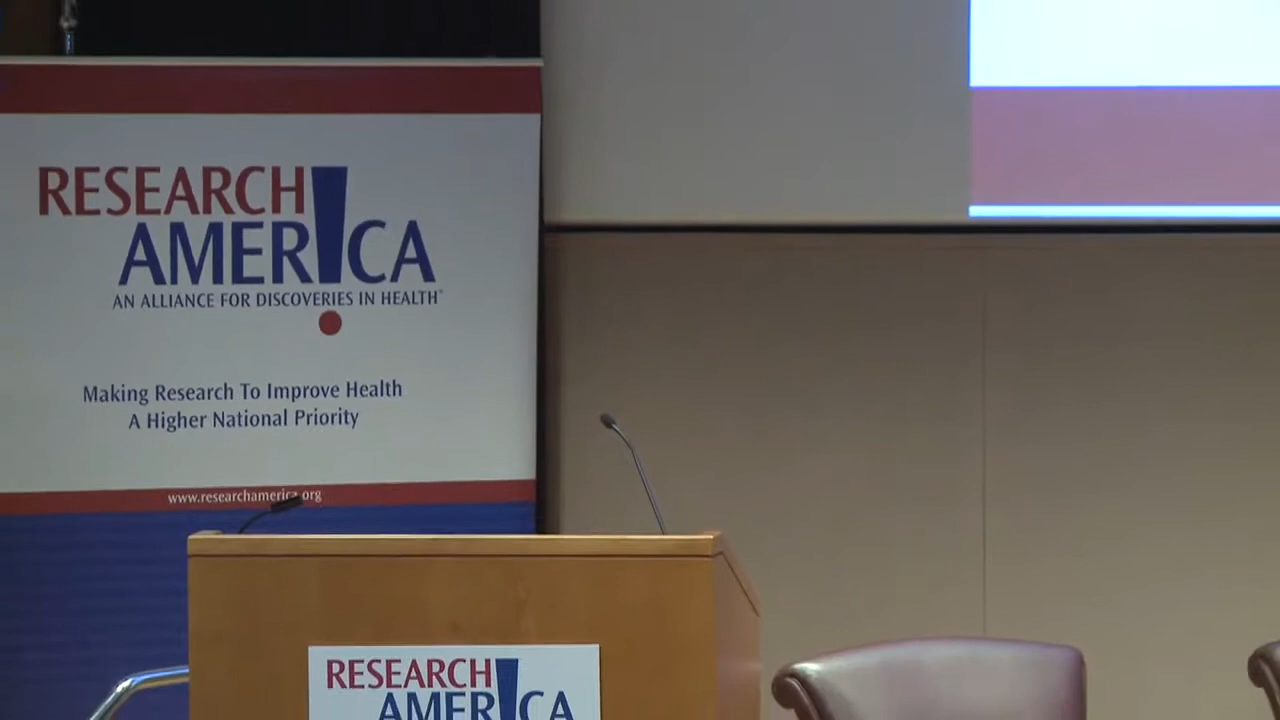 RESEARCH!
AMERICA
AN ALLIANCE FOR DISCOVERIES IN HEALTH
Making Research To Improve Health
A Higher National Priority
www.researchamerica.org
RESEARCH!
AMERICA